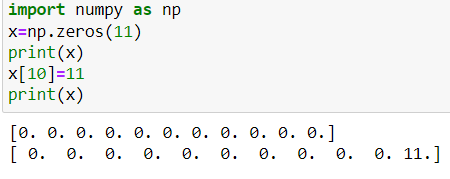 import numpy as np
x=np.zeros(11)
print(x)
x[10]=11
print(x)
[0. 0. 0. 0. 0. 0. 0. 0. 0. 0. 0.]
[ 0.  0.  0.  0.  0.  0.  0.  0.  0.  0. 11.]